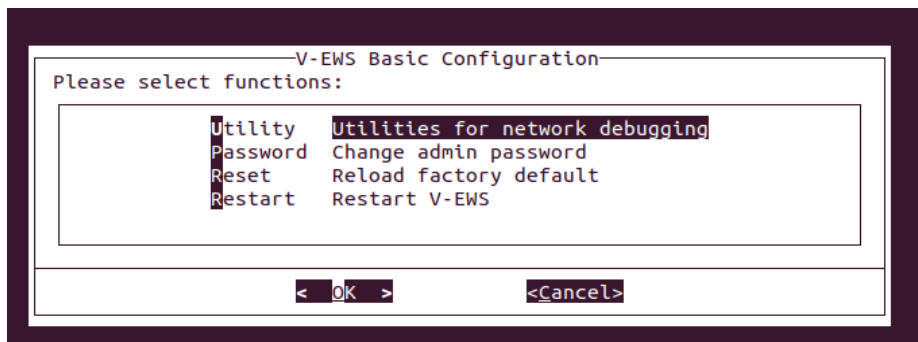 V-EWS Basic Configuration
Please select functions:
Utility Utilities for network debugging
Password Change admin password
Reset Reload factory default
Restart Restart V-EWS
< OK > <Cancel>